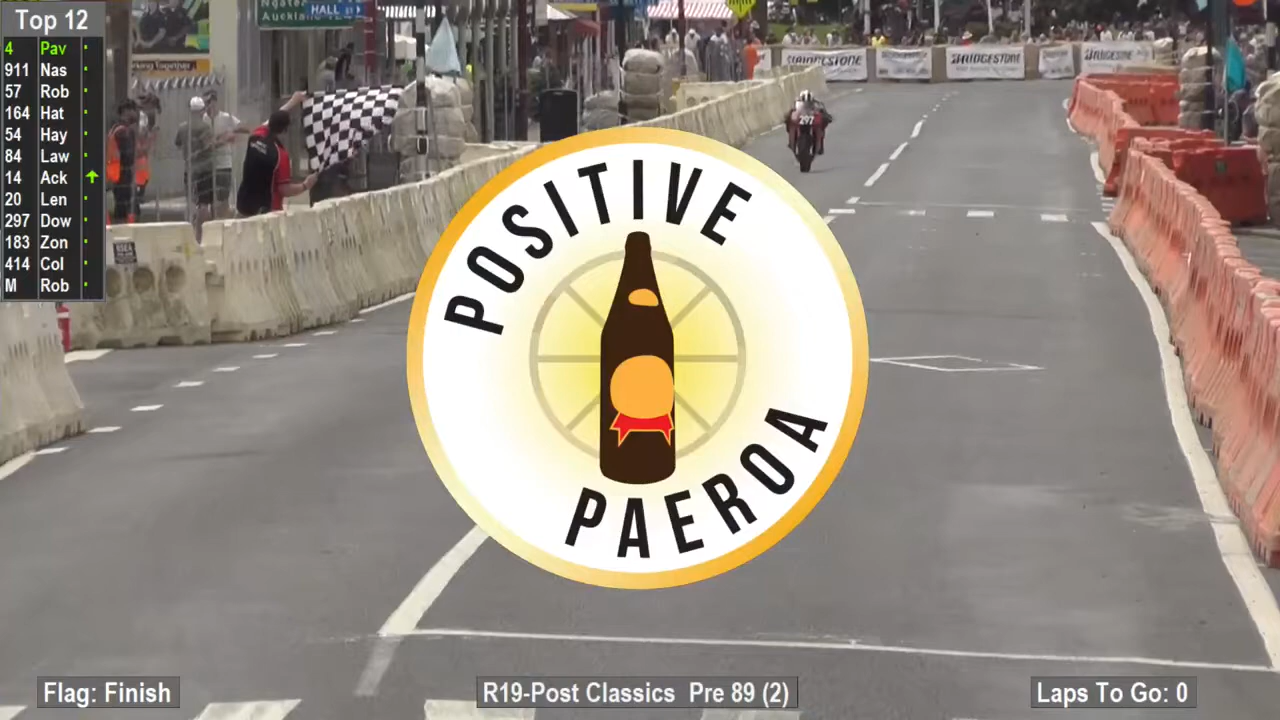 Top 12
4 Pav
911 Nas
57 Rob
164 Hat
54 Hay
84 Law
14 Ack
20 Len
297 Dow
183 Zon
414 Col
M Rob
HALL
BRIDGESTONE
BRIDGESTONE
BRIDGESTONE
297
POSITIVE
PAEROA
Flag: Finish
R19-Post Classics Pre 89 (2)
Laps To Go: 0